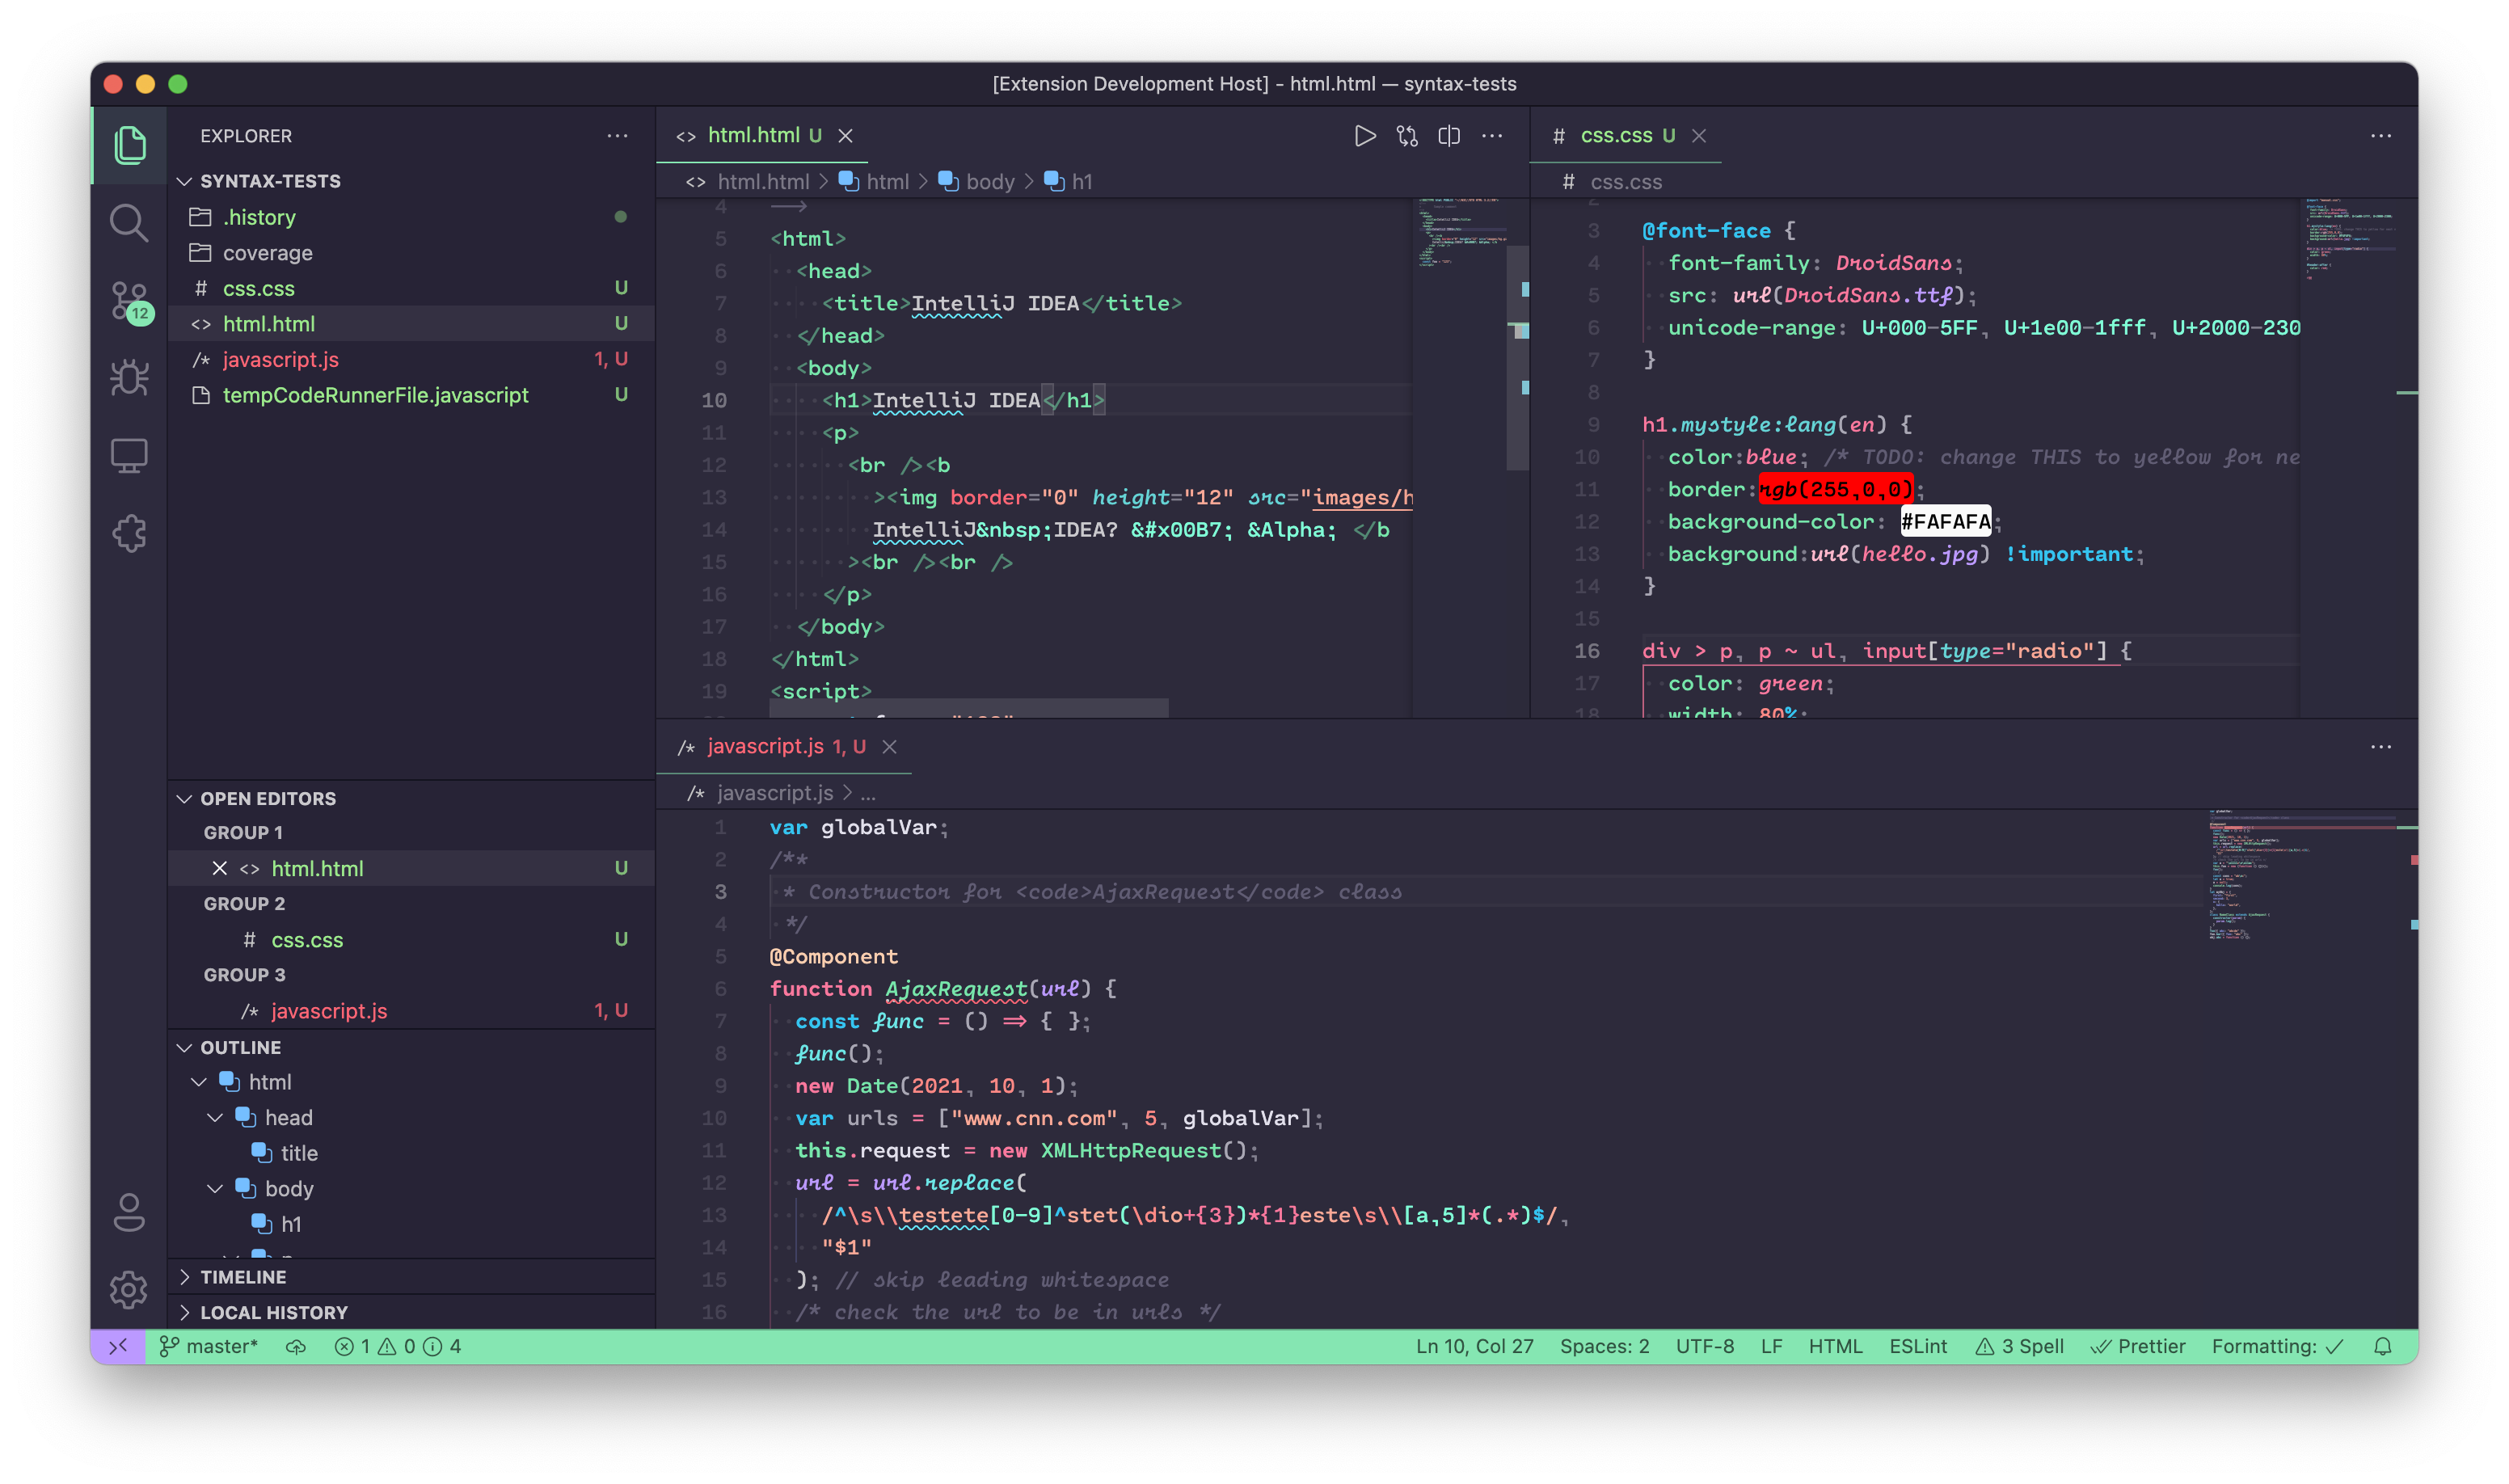 [Extension Development Host] - html.html — syntax-tests
EXPLORER
SYNTAX-TESTS
.history
coverage
# css.css U
<> html.html U
/* javascript.js 1, U
tempCodeRunnerFile.javascript U
12
OPEN EDITORS
GROUP 1
<> html.html U
GROUP 2
# css.css U
GROUP 3
/* javascript.js 1, U
OUTLINE
html
head
title
body
h1
TIMELINE
LOCAL HISTORY
<> html.html U
<> html.html > html > body > h1
4 -->
5 <html>
6 <head>
7 <title>IntelliJ IDEA</title>
8 </head>
9 <body>
10 <h1>IntelliJ IDEA</h1>
11 <p>
12 <br /><b
13 ><img border="0" height="12" src="images/h
14 IntelliJ&nbsp;IDEA? &#x00B7; &Alpha; </b
15 ><br /><br />
16 </p>
17 </body>
18 </html>
19 <script>
# css.css U
# css.css
2
3 @font-face {
4 font-family: DroidSans;
5 src: url(DroidSans.ttf);
6 unicode-range: U+000-5FF, U+1e00-1fff, U+2000-230
7 }
8
9 h1.mystyle:lang(en) {
10 color:blue; /* TODO: change THIS to yellow for ne
11 border:rgb(255,0,0);
12 background-color: #FAFAFA;
13 background:url(hello.jpg) !important;
14 }
15
16 div > p, p ~ ul, input[type="radio"] {
17 color: green;
18 width: 80%;
/* javascript.js 1, U
/* javascript.js > ...
1 var globalVar;
2 /**
3 * Constructor for <code>AjaxRequest</code> class
4 */
5 @Component
6 function AjaxRequest(url) {
7 const func = () => { };
8 func();
9 new Date(2021, 10, 1);
10 var urls = ["www.cnn.com", 5, globalVar];
11 this.request = new XMLHttpRequest();
12 url = url.replace(
13 /^\s\\testete[0-9]^stet(\dio+{3})*{1}este\s\\[a,5]*(.*)$/,
14 "$1"
15 ); // skip leading whitespace
16 /* check the url to be in urls */
master* 1 0 4 Ln 10, Col 27 Spaces: 2 UTF-8 LF HTML ESLint 3 Spell Prettier Formatting: ✓